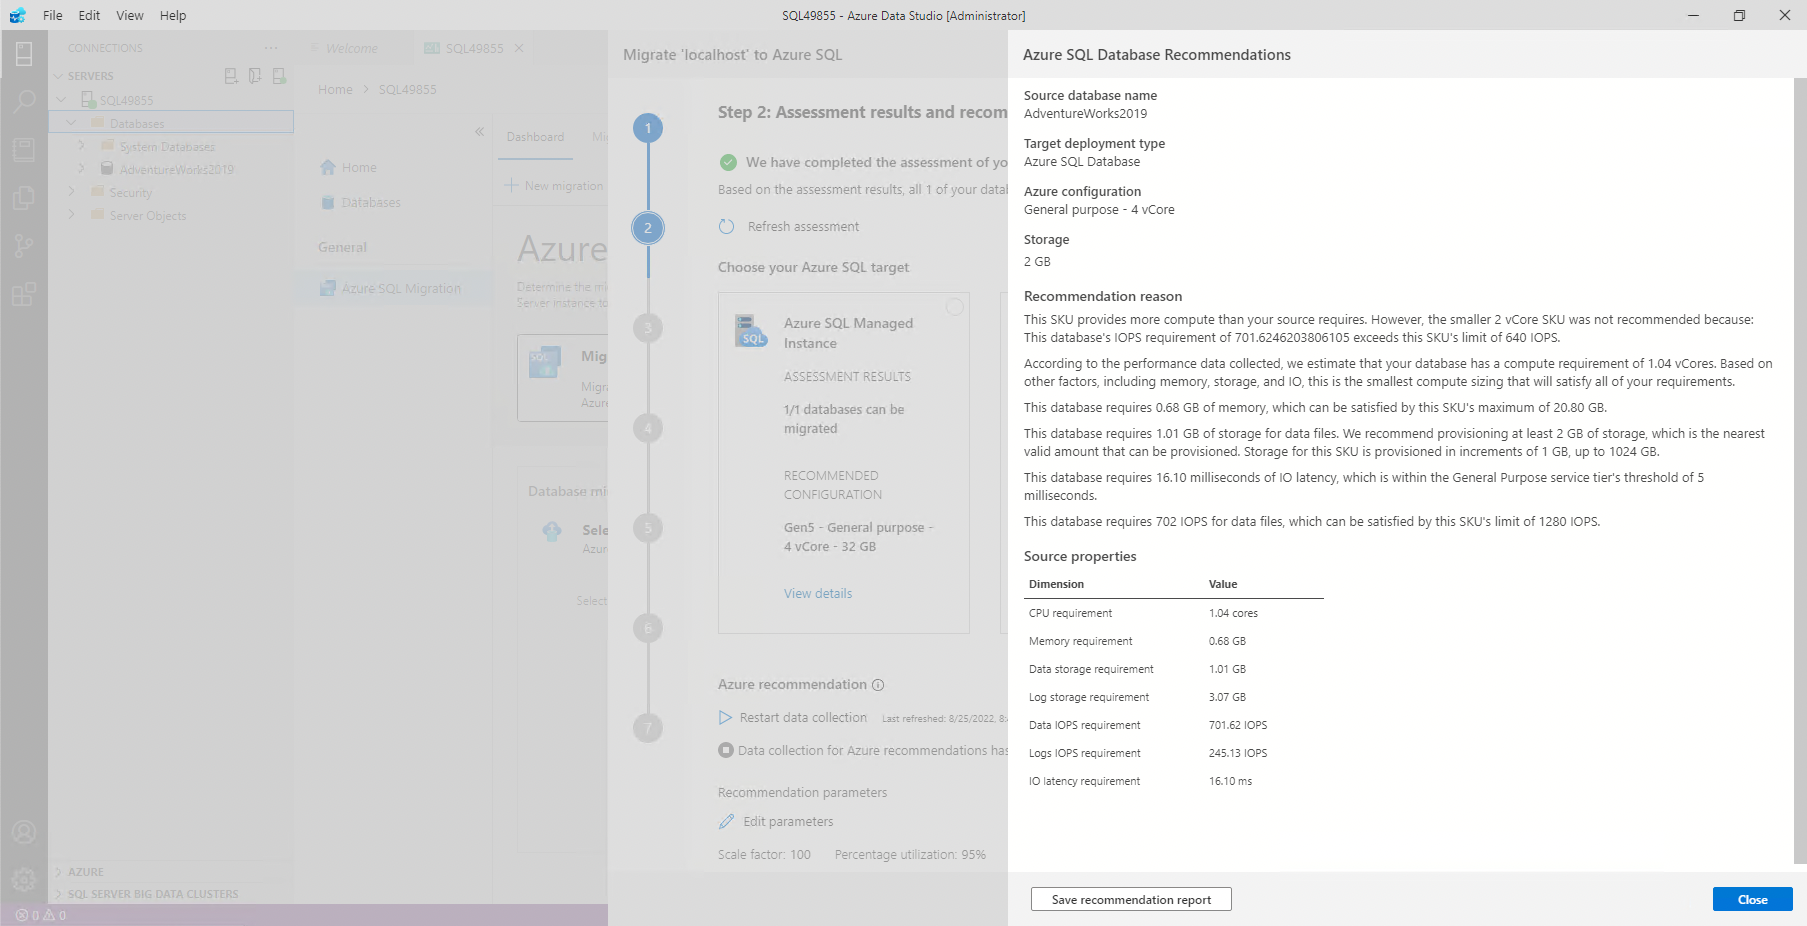 File Edit View Help
SQL49855 - Azure Data Studio [Administrator]
CONNECTIONS
SERVERS
SQL49855
Databases
System Databases
AdventureWorks2019
Security
Server Objects
AZURE
SQL SERVER BIG DATA CLUSTERS
0 0
Welcome
SQL49855
Home > SQL49855
Home
Databases
General
Azure SQL Migration
Dashboard
Mi
New migration
Azure
Determine the mi
Server instance to
SQL
Mig
Migra
Azure
Database mi
Sele
Azur
Select
Migrate 'localhost' to Azure SQL
1
2
3
4
5
6
7
Step 2: Assessment results and recom
We have completed the assessment of yo
Based on the assessment results, all 1 of your datab
Refresh assessment
Choose your Azure SQL target
SQL
Azure SQL Managed
Instance
ASSESSMENT RESULTS
1/1 databases can be
migrated
RECOMMENDED
CONFIGURATION
Gen5 - General purpose -
4 vCore - 32 GB
View details
Azure recommendation
Restart data collection
Last refreshed: 8/25/2022, 8:
Data collection for Azure recommendations has
Recommendation parameters
Edit parameters
Scale factor: 100
Percentage utilization: 95%
Azure SQL Database Recommendations
Source database name
AdventureWorks2019
Target deployment type
Azure SQL Database
Azure configuration
General purpose - 4 vCore
Storage
2 GB
Recommendation reason
This SKU provides more compute than your source requires. However, the smaller 2 vCore SKU was not recommended because:
This database's IOPS requirement of 701.6246203806105 exceeds this SKU's limit of 640 IOPS.
According to the performance data collected, we estimate that your database has a compute requirement of 1.04 vCores. Based on
other factors, including memory, storage, and IO, this is the smallest compute sizing that will satisfy all of your requirements.
This database requires 0.68 GB of memory, which can be satisfied by this SKU's maximum of 20.80 GB.
This database requires 1.01 GB of storage for data files. We recommend provisioning at least 2 GB of storage, which is the nearest
valid amount that can be provisioned. Storage for this SKU is provisioned in increments of 1 GB, up to 1024 GB.
This database requires 16.10 milliseconds of IO latency, which is within the General Purpose service tier's threshold of 5
milliseconds.
This database requires 702 IOPS for data files, which can be satisfied by this SKU's limit of 1280 IOPS.
Source properties
Dimension Value
CPU requirement 1.04 cores
Memory requirement 0.68 GB
Data storage requirement 1.01 GB
Log storage requirement 3.07 GB
Data IOPS requirement 701.62 IOPS
Logs IOPS requirement 245.13 IOPS
IO latency requirement 16.10 ms
Save recommendation report
Close